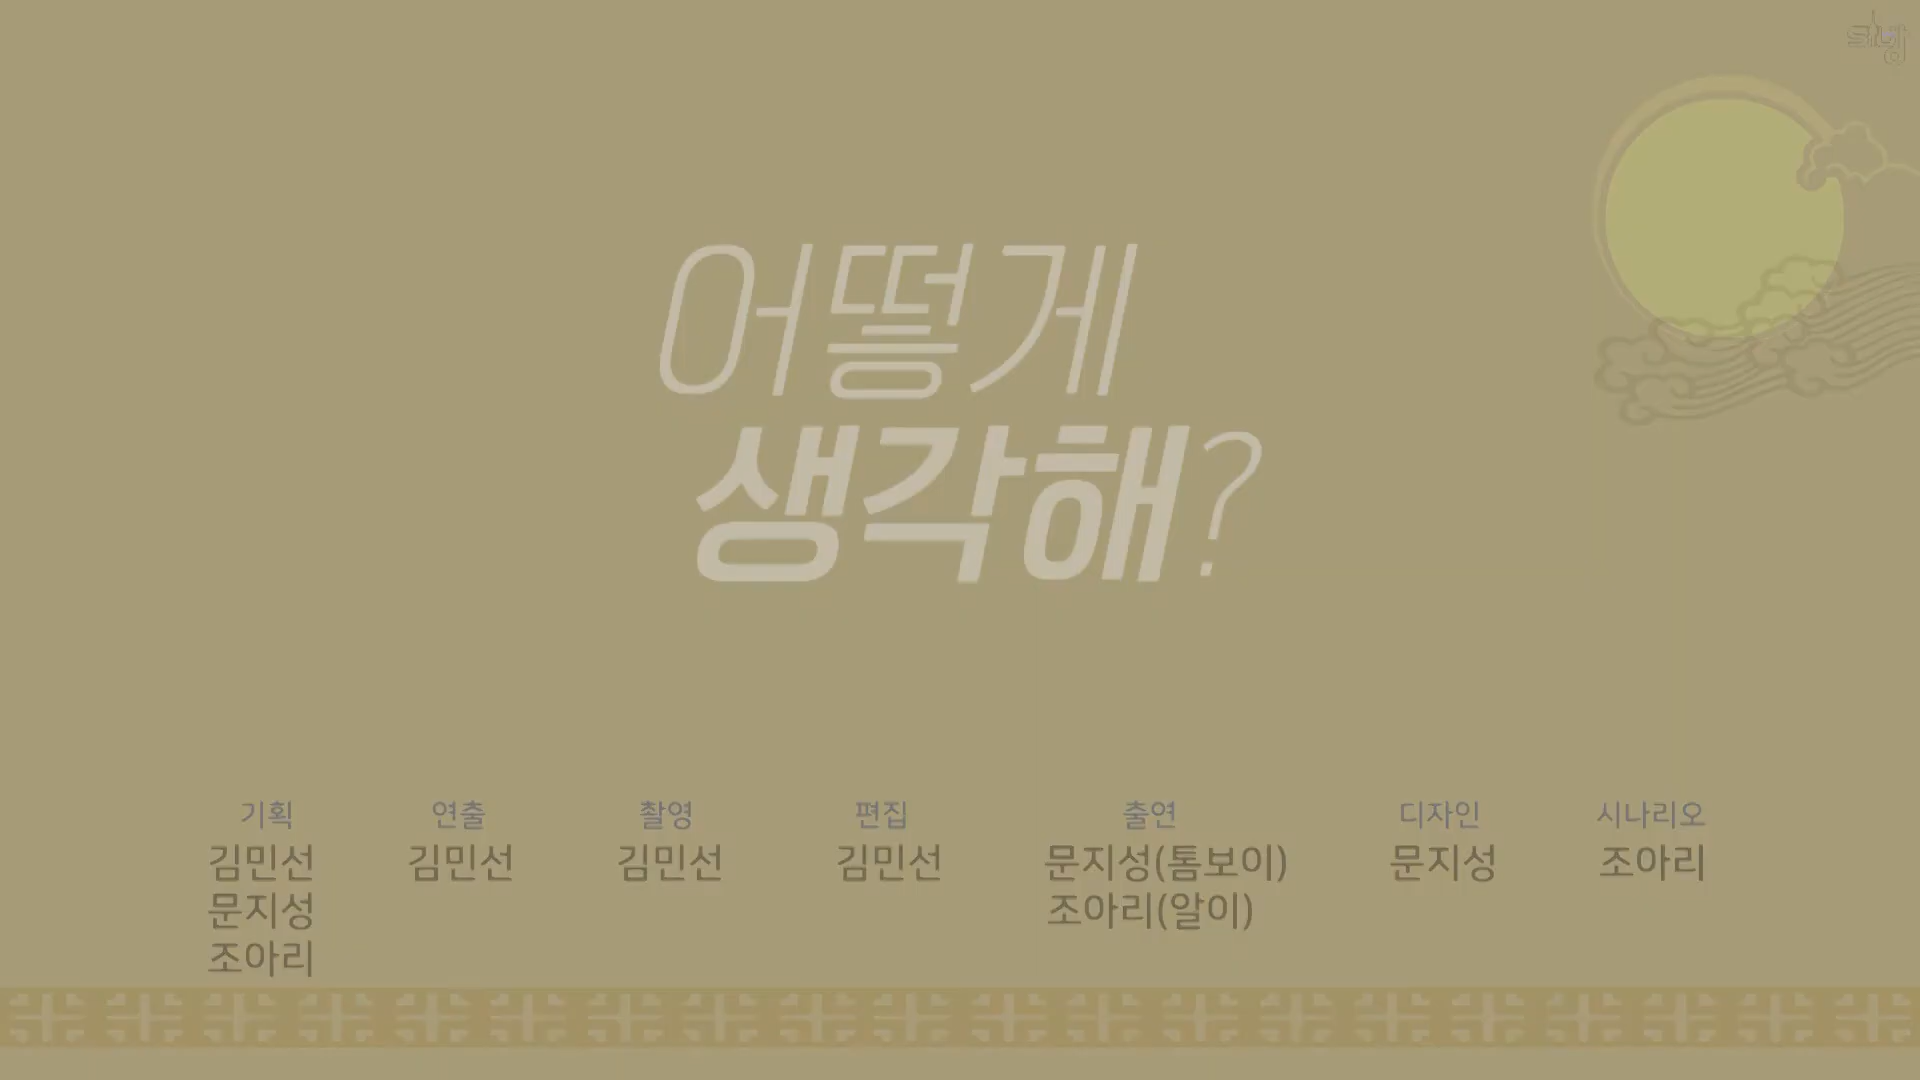 어떻게
생각해?
기획 연출 촬영 편집 출연 디자인 시나리오
김민선 김민선 김민선 김민선 문지성(톰보이) 문지성 조아리
문지성 조아리(알이)
조아리